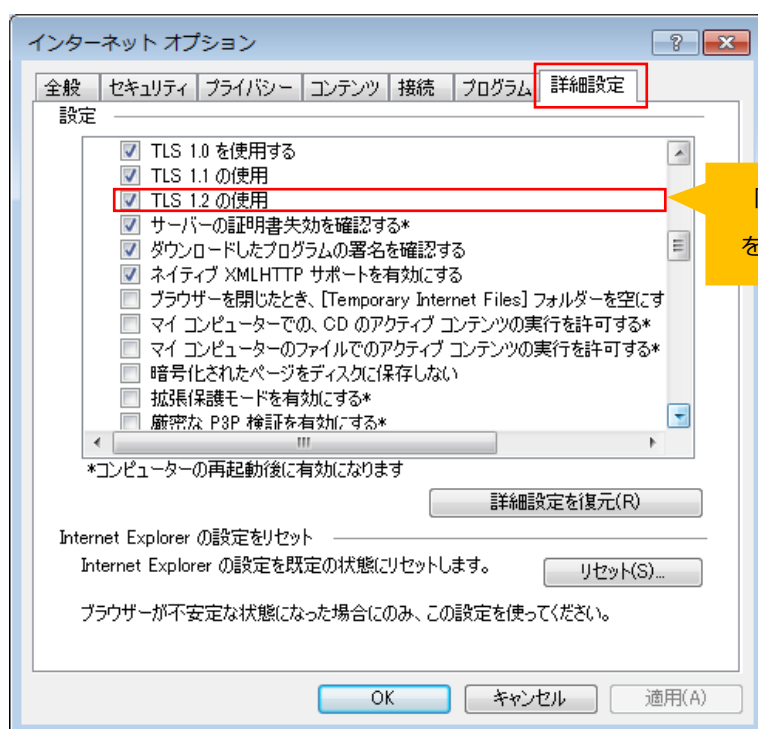 インターネット オプション
全般 セキュリティ プライバシー コンテンツ 接続 プログラム 詳細設定
設定
TLS 1.0 を使用する
TLS 1.1 の使用
TLS 1.2 の使用
サーバーの証明書失効を確認する*
ダウンロードしたプログラムの署名を確認する
ネイティブ XMLHTTP サポートを有効にする
ブラウザーを閉じたとき、[Temporary Internet Files] フォルダーを空にす
マイ コンピューターでの、CD のアクティブ コンテンツの実行を許可する*
マイ コンピューターのファイルでのアクティブ コンテンツの実行を許可する*
暗号化されたページをディスクに保存しない
拡張保護モードを有効にする*
厳密な P3P 検証を有効にする*
を
*コンピューターの再起動後に有効になります
詳細設定を復元(R)
Internet Explorer の設定をリセット
Internet Explorer の設定を既定の状態にリセットします。
リセット(S)...
ブラウザーが不安定な状態になった場合にのみ、この設定を使ってください。
OK キャンセル 適用(A)